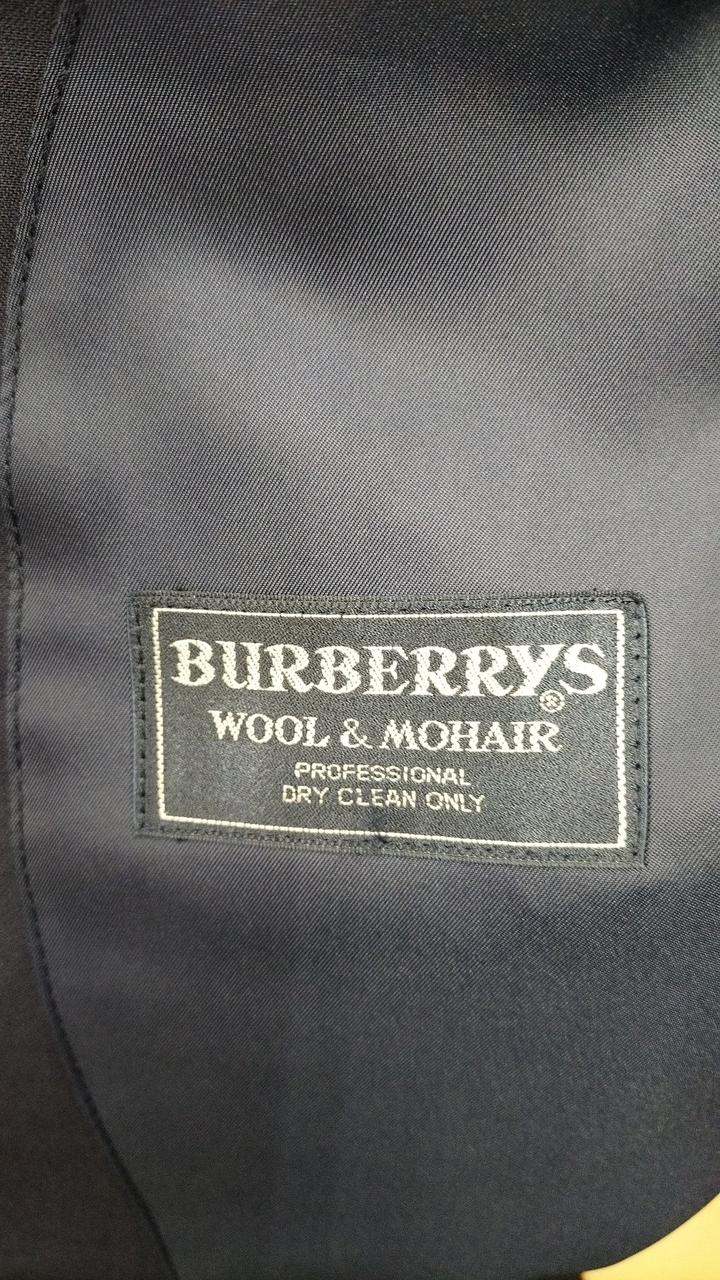 BURBERRYS®
WOOL & MOHAIR
PROFESSIONAL
DRY CLEAN ONLY